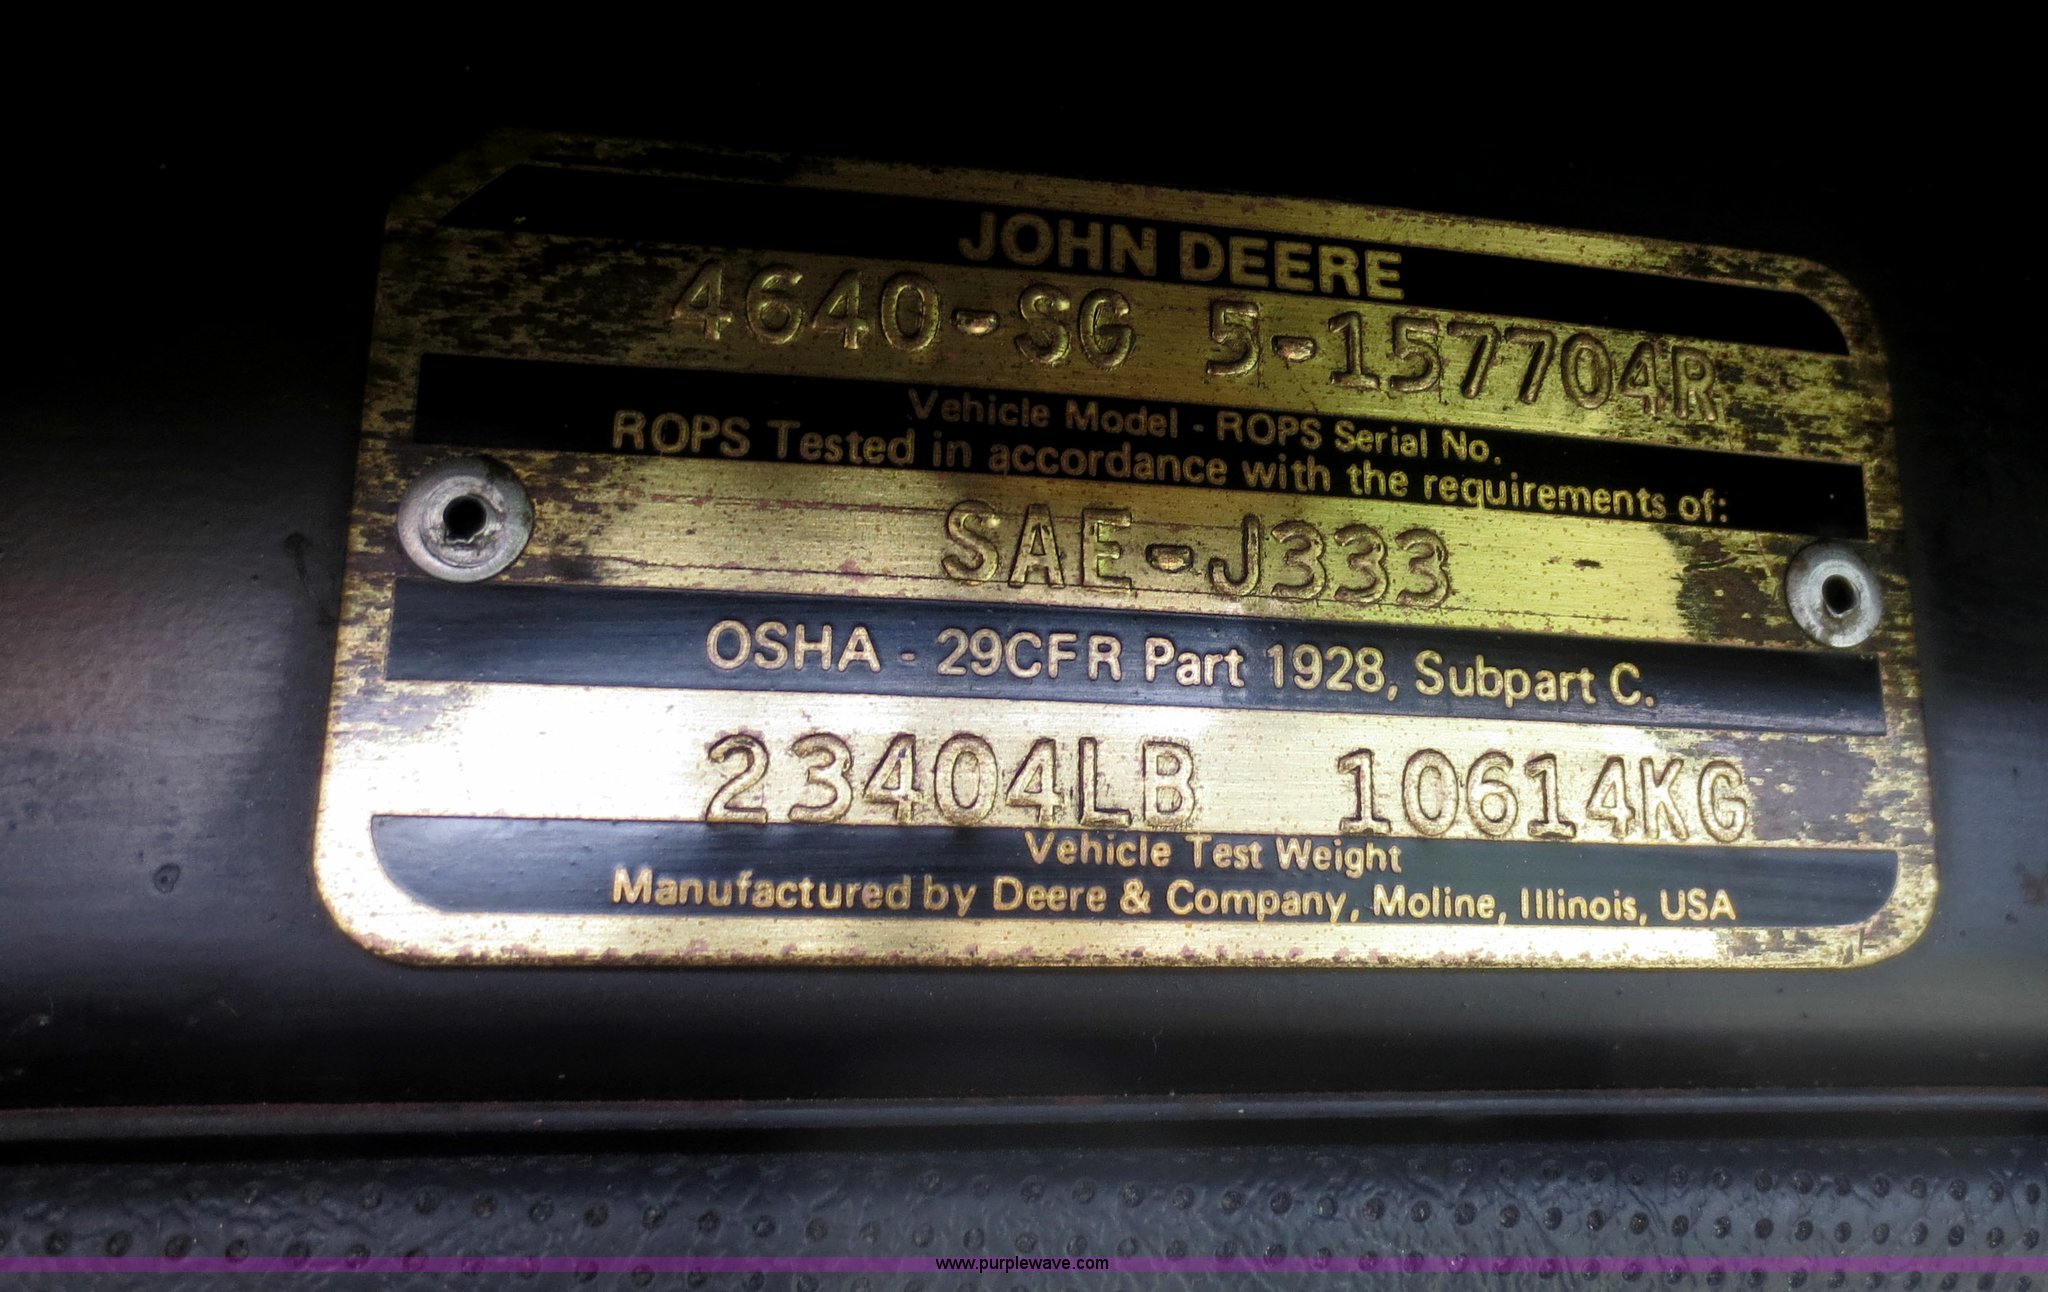 JOHN DEERE
4640-SG 5-157704R
Vehicle Model - ROPS Serial No.
ROPS Tested in accordance with the requirements of:
SAE-J333
OSHA - 29CFR Part 1928, Subpart C.
23404LB 10614KG
Vehicle Test Weight
Manufactured by Deere & Company, Moline, Illinois, USA
www.purplewave.com